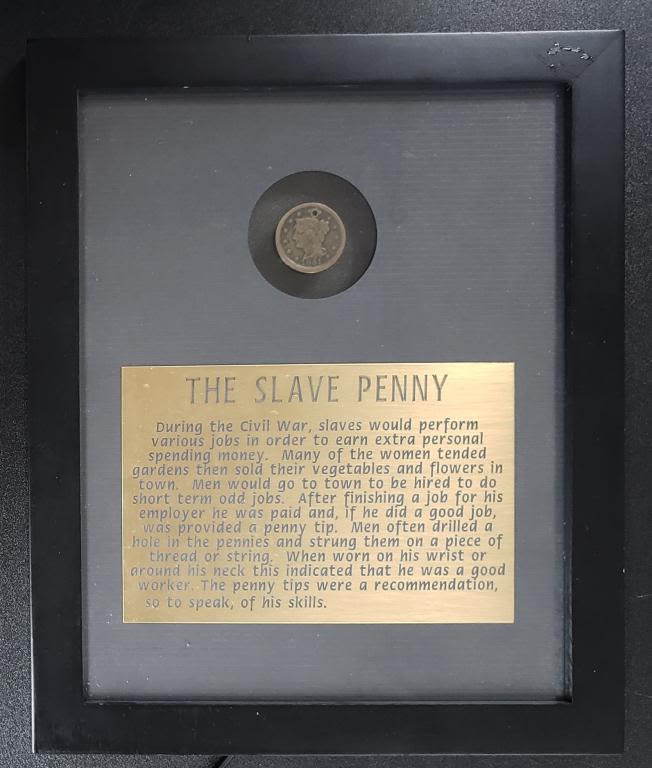 THE SLAVE PENNY
During the Civil War, slaves would perform
various jobs in order to earn extra personal
spending money. Many of the women tended
gardens then sold their vegetables and flowers in
town. Men would go to town to be hired to do
short term odd jobs. After finishing a job for his
employer he was paid and, if he did a good job,
was provided a penny tip. Men often drilled a
hole in the pennies and strung them on a piece of
thread or string. When worn on his wrist or
around his neck this indicated that he was a good
worker. The penny tips were a recommendation,
so to speak, of his skills.